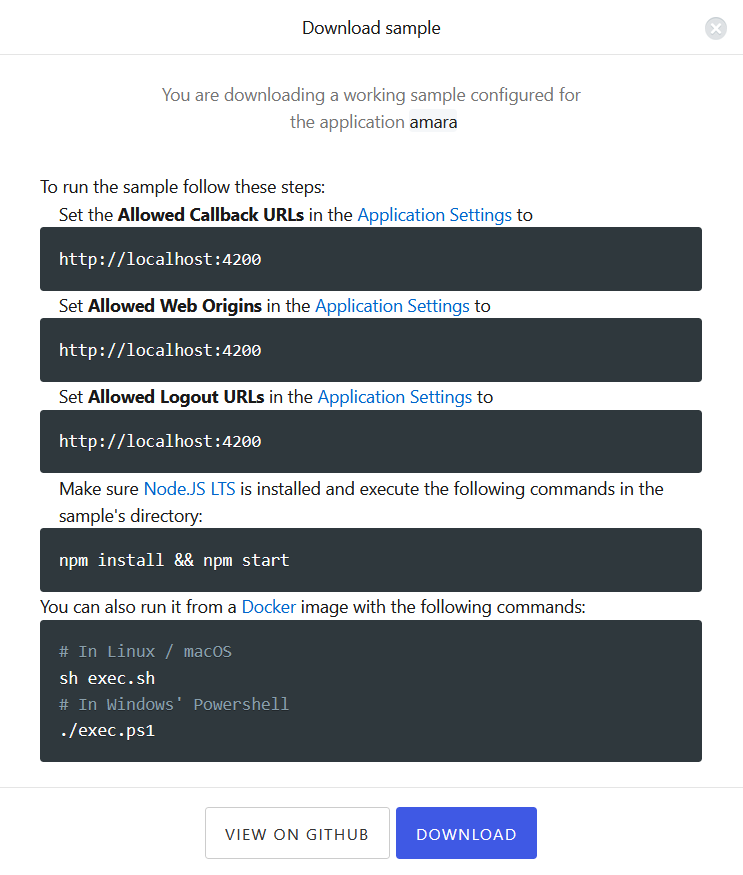 Download sample
You are downloading a working sample configured for
the application amara
To run the sample follow these steps:
Set the Allowed Callback URLs in the Application Settings to
http://localhost:4200
Set Allowed Web Origins in the Application Settings to
http://localhost:4200
Set Allowed Logout URLs in the Application Settings to
http://localhost:4200
Make sure Node.JS LTS is installed and execute the following commands in the
sample's directory:
npm install && npm start
You can also run it from a Docker image with the following commands:
# In Linux / macOS
sh exec.sh
# In Windows' Powershell
./exec.ps1
VIEW ON GITHUB
DOWNLOAD